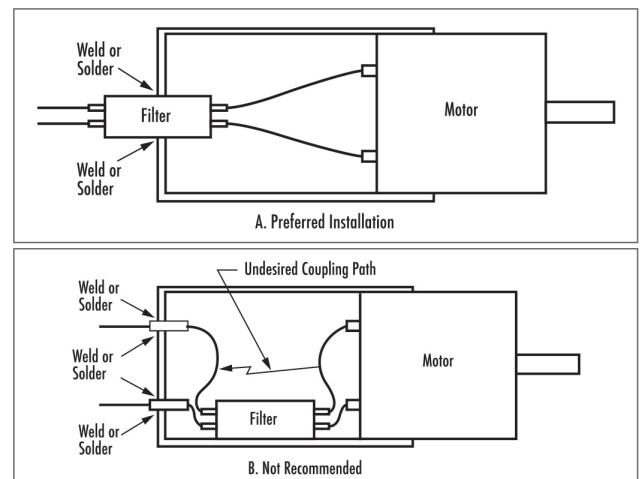 Weld or
Solder
Filter
Motor
Weld or
Solder
A. Preferred Installation
Undesired Coupling Path
Weld or
Solder
Weld or
Solder
Motor
Filter
Weld or
Solder
B. Not Recommended